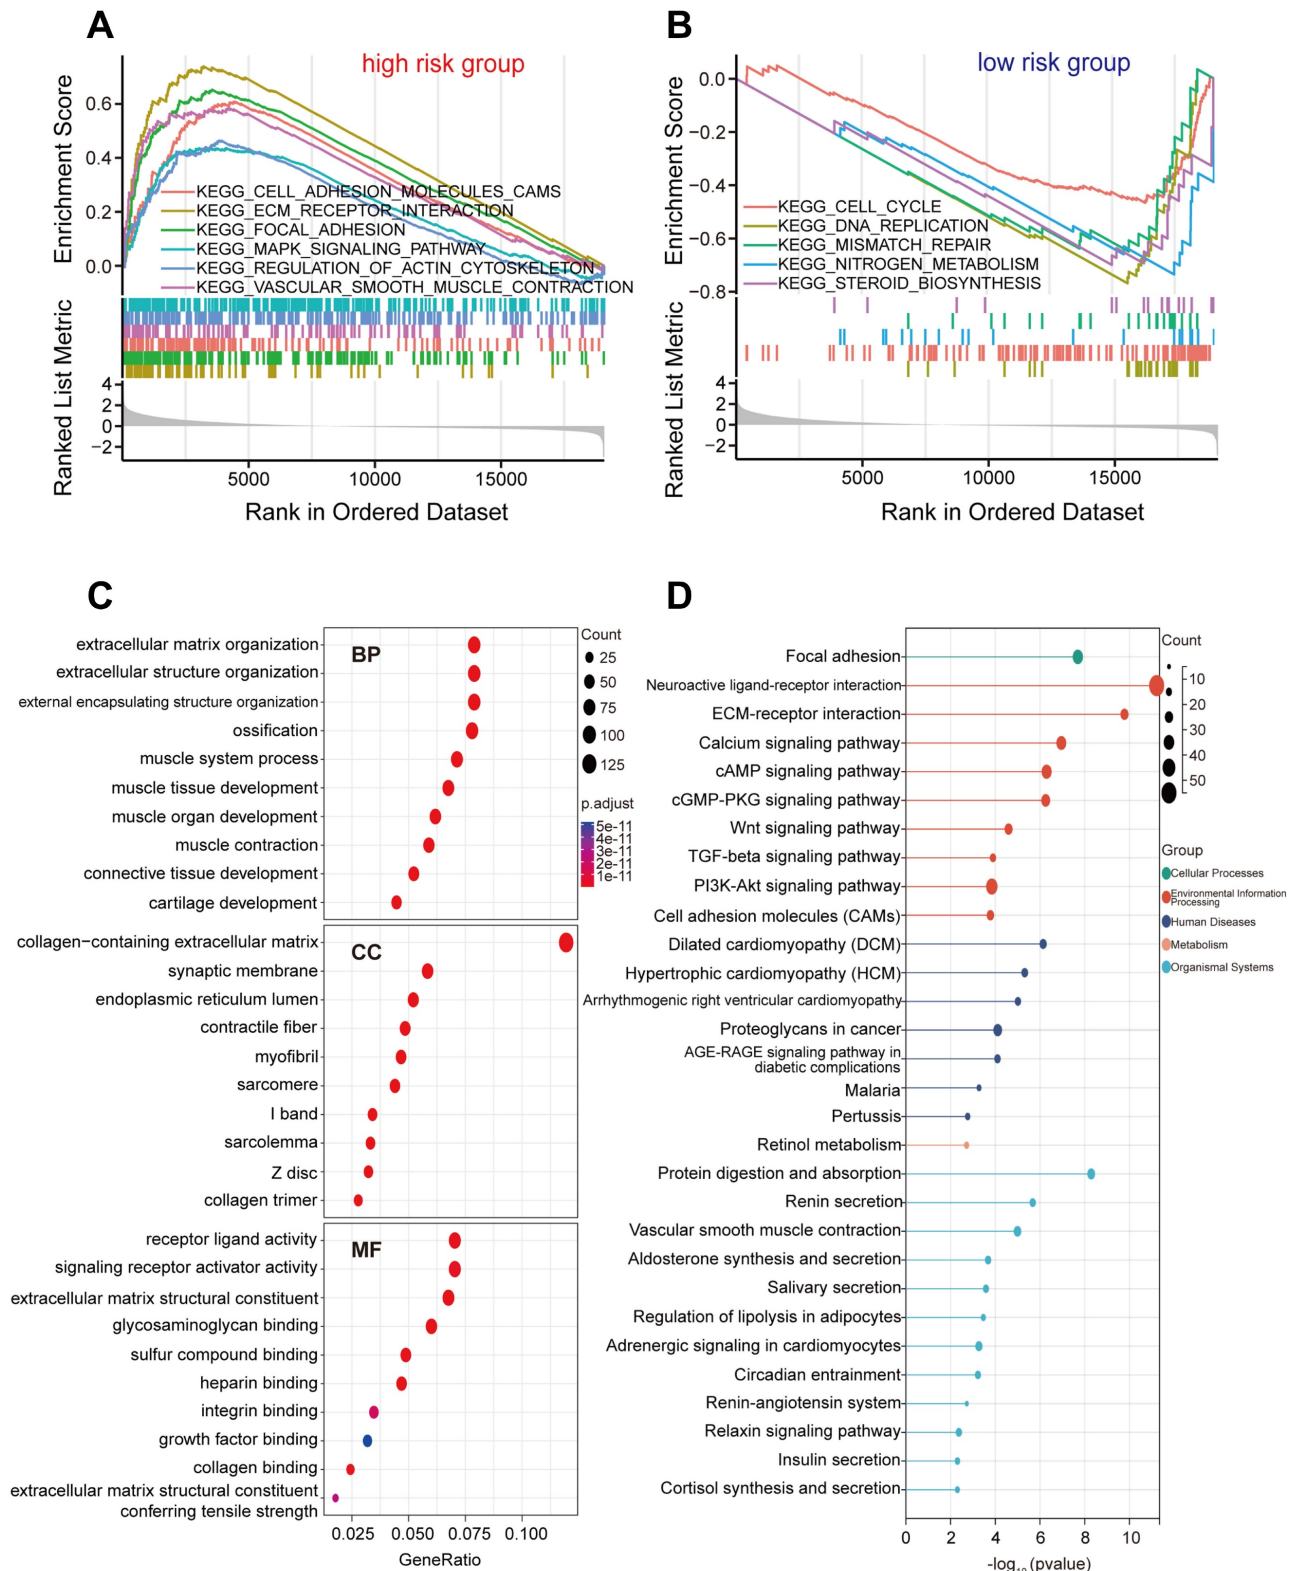 A
high risk group
Enrichment Score
0.6
0.4
0.2
0.0
KEGG_CELL_ADHESION_MOLECULES_CAMS
KEGG_ECM_RECEPTOR_INTERACTION
KEGG_FOCAL_ADHESION
KEGG_MAPK_SIGNALING_PATHWAY
KEGG_REGULATION_OF_ACTIN_CYTOSKELETON
KEGG_VASCULAR_SMOOTH_MUSCLE_CONTRACTION
Ranked List Metric
4
2
0
−2
5000 10000 15000
Rank in Ordered Dataset
B
low risk group
Enrichment Score
0.0
−0.2
−0.4
−0.6
−0.8
KEGG_CELL_CYCLE
KEGG_DNA_REPLICATION
KEGG_MISMATCH_REPAIR
KEGG_NITROGEN_METABOLISM
KEGG_STEROID_BIOSYNTHESIS
Ranked List Metric
4
2
0
−2
5000 10000 15000
Rank in Ordered Dataset
C
BP
extracellular matrix organization
extracellular structure organization
external encapsulating structure organization
ossification
muscle system process
muscle tissue development
muscle organ development
muscle contraction
connective tissue development
cartilage development
CC
collagen−containing extracellular matrix
synaptic membrane
endoplasmic reticulum lumen
contractile fiber
myofibril
sarcomere
I band
sarcolemma
Z disc
collagen trimer
MF
receptor ligand activity
signaling receptor activator activity
extracellular matrix structural constituent
glycosaminoglycan binding
sulfur compound binding
heparin binding
integrin binding
growth factor binding
collagen binding
extracellular matrix structural constituent
conferring tensile strength
0.025 0.050 0.075 0.100
GeneRatio
Count
25
50
75
100
125
p.adjust
5e-11
4e-11
3e-11
2e-11
1e-11
D
Focal adhesion
Neuroactive ligand-receptor interaction
ECM-receptor interaction
Calcium signaling pathway
cAMP signaling pathway
cGMP-PKG signaling pathway
Wnt signaling pathway
TGF-beta signaling pathway
PI3K-Akt signaling pathway
Cell adhesion molecules (CAMs)
Dilated cardiomyopathy (DCM)
Hypertrophic cardiomyopathy (HCM)
Arrhythmogenic right ventricular cardiomyopathy
Proteoglycans in cancer
AGE-RAGE signaling pathway in
diabetic complications
Malaria
Pertussis
Retinol metabolism
Protein digestion and absorption
Renin secretion
Vascular smooth muscle contraction
Aldosterone synthesis and secretion
Salivary secretion
Regulation of lipolysis in adipocytes
Adrenergic signaling in cardiomyocytes
Circadian entrainment
Renin-angiotensin system
Relaxin signaling pathway
Insulin secretion
Cortisol synthesis and secretion
0 2 4 6 8 10
-log10(pvalue)
Count
10
20
30
40
50
Group
Cellular Processes
Environmental Information
Processing
Human Diseases
Metabolism
Organismal Systems